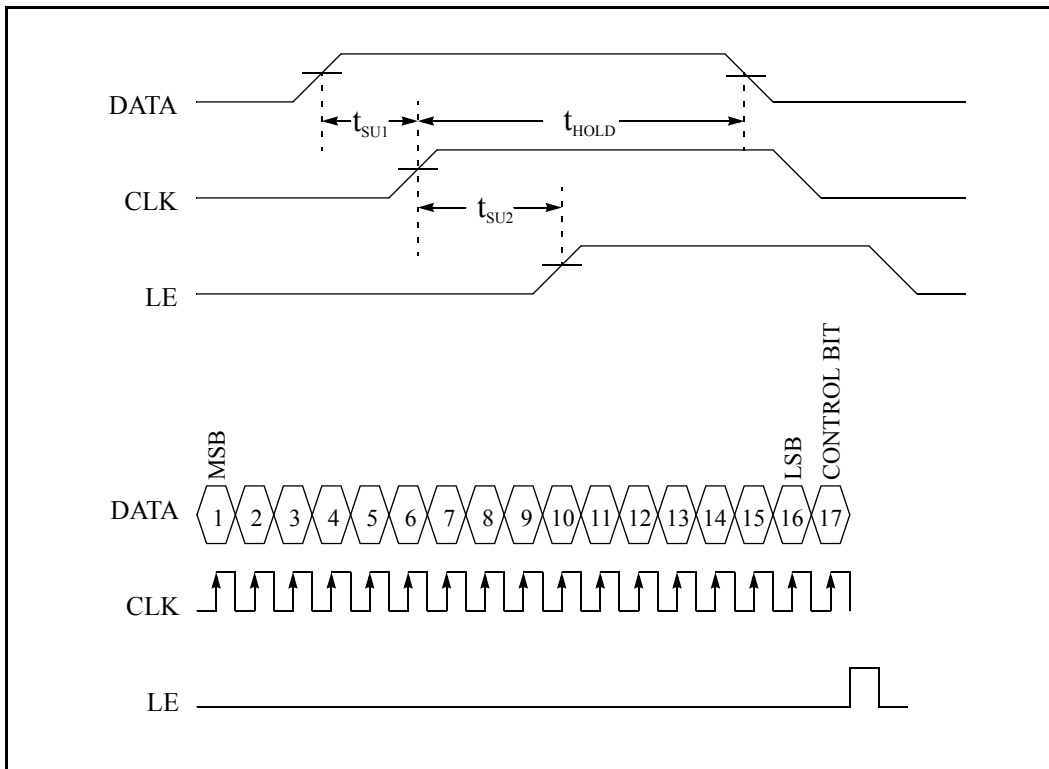 DATA
tSU1
tHOLD
CLK
tSU2
LE
MSB
LSB
CONTROL BIT
DATA
1 2 3 4 5 6 7 8 9 10 11 12 13 14 15 16 17
CLK
LE